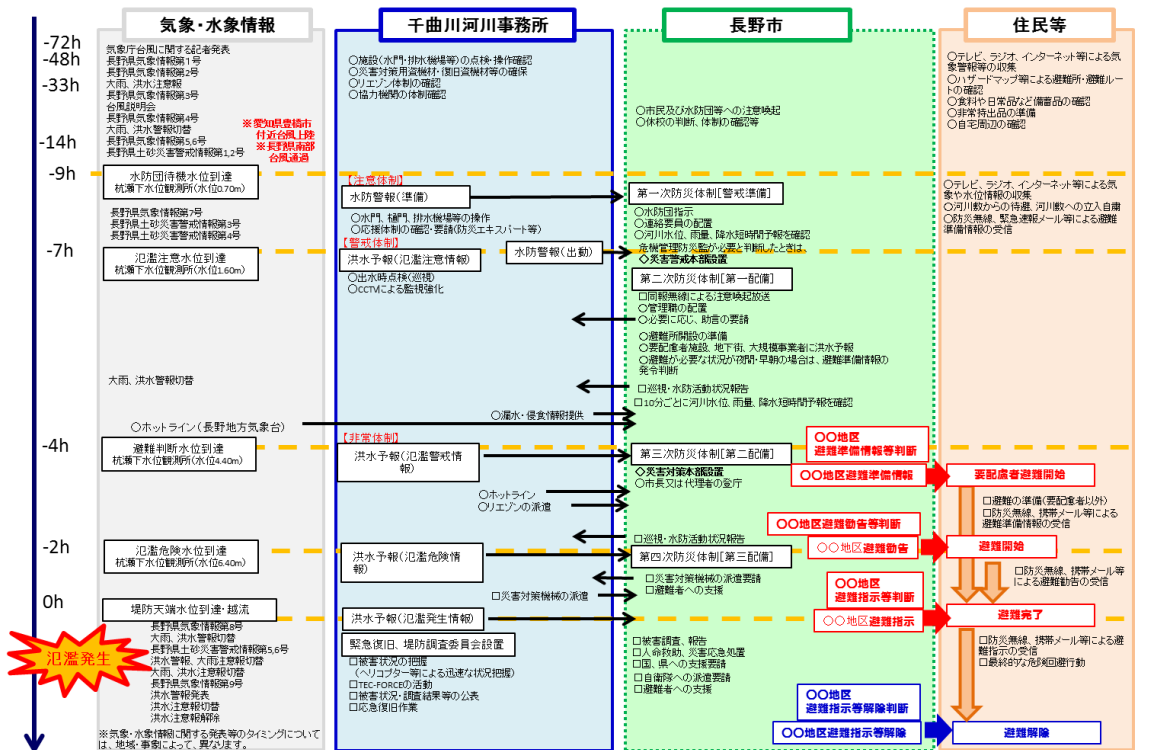 気象・水象情報
千曲川河川事務所
長野市
住民等
-72h
-48h
-33h
-14h
-9h
-7h
-4h
-2h
0h
氾濫発生
気象庁台風に関する記者発表
長野県気象情報第1号
長野県気象情報第2号
大雨、洪水注意報
長野県気象情報第3号
台風説明会
長野県気象情報第4号
大雨、洪水警報切替
長野県気象情報第5,6号
長野県土砂災害警戒情報第1,2号
※愛知県豊橋市
付近台風上陸
※長野県南部
台風通過
水防団待機水位到達
杭瀬下水位観測所(水位0.70m)
長野県気象情報第7号
長野県土砂災害警戒情報第3号
長野県土砂災害警戒情報第4号
氾濫注意水位到達
杭瀬下水位観測所(水位1.60m)
大雨、洪水警報切替
○ホットライン(長野地方気象台)
避難判断水位到達
杭瀬下水位観測所(水位4.40m)
氾濫危険水位到達
杭瀬下水位観測所(水位6.40m)
堤防天端水位到達・越流
長野県気象情報第8号
大雨、洪水警報切替
長野県土砂災害警戒情報第5,6号
洪水警報、大雨注意報切替
大雨、洪水注意報切替
長野県気象情報第9号
洪水警報発表
洪水注意報切替
洪水注意報解除
※気象・水象情報に関する発表等のタイミングについて
は、地域・事象によって、異なります。
○施設(水門・排水機場等)の点検・操作確認
○災害対策用資機材・復旧資機材等の確保
○リエゾン体制の確認
○協力機関の体制確認
【注意体制】
水防警報(準備)
○水門、樋門、排水機場等の操作
○応援体制の確認・要請(防災エキスパート等)
【警戒体制】
洪水予報(氾濫注意情報)
水防警報(出動)
○出水時点検(巡視)
○CCTVによる監視強化
○漏水・侵食情報提供
【非常体制】
洪水予報(氾濫警戒情
報)
○ホットライン
○リエゾンの派遣
洪水予報(氾濫危険情
報)
□災害対策機械の派遣
洪水予報(氾濫発生情報)
緊急復旧、堤防調査委員会設置
□被害状況の把握
(ヘリコプター等による迅速な状況把握)
□TEC-FORCEの活動
□被害状況・調査結果等の公表
□応急復旧作業
○市民及び水防団等への注意喚起
○休校の判断、体制の確認等
第一次防災体制[警戒準備]
○水防団指示
○連絡要員の配置
○河川水位、雨量、降水短時間予報を確認
危機管理防災監が必要と判断したときは、
◇災害警戒本部設置
第二次防災体制[第一配備]
□同報無線による注意喚起放送
○管理職の配置
○必要に応じ、助言の要請
○避難所開設の準備
○要配慮者施設、地下街、大規模事業者に洪水予報
○避難が必要な状況が夜間・早朝の場合は、避難準備情報の
発令判断
□巡視・水防活動状況報告
□10分ごとに河川水位、雨量、降水短時間予報を確認
第三次防災体制[第二配備]
◇災害対策本部設置
○市長又は代理者の登庁
○○地区
避難準備情報等判断
○○地区避難準備情報
○○地区避難勧告等判断
□巡視・水防活動状況報告
第四次防災体制[第三配備]
○○地区避難勧告
□災害対策機械の派遣要請
□避難者への支援
○○地区
避難指示等判断
○○地区避難指示
□被害調査、報告
□人命救助、災害応急処置
□国、県への支援要請
□自衛隊への派遣要請
□避難者への支援
○○地区
避難指示等解除判断
○○地区避難指示等解除
○テレビ、ラジオ、インターネット等による気
象警報等の収集
○ハザードマップ等による避難所・避難ルート
の確認
○食料や日常品など備蓄品の確認
○非常持出品の準備
○自宅周辺の確認
○テレビ、ラジオ、インターネット等による気
象や水位情報の収集
○河川敷からの待避、河川敷への立入自粛
○防災無線、緊急速報メール等による避難
準備情報の受信
要配慮者避難開始
□避難の準備(要配慮者以外)
□防災無線、携帯メール等による
避難準備情報の受信
避難開始
□防災無線、携帯メール等
による避難勧告の受信
避難完了
□防災無線、携帯メール等による避
難指示の受信
□最終的な危険回避行動
避難解除